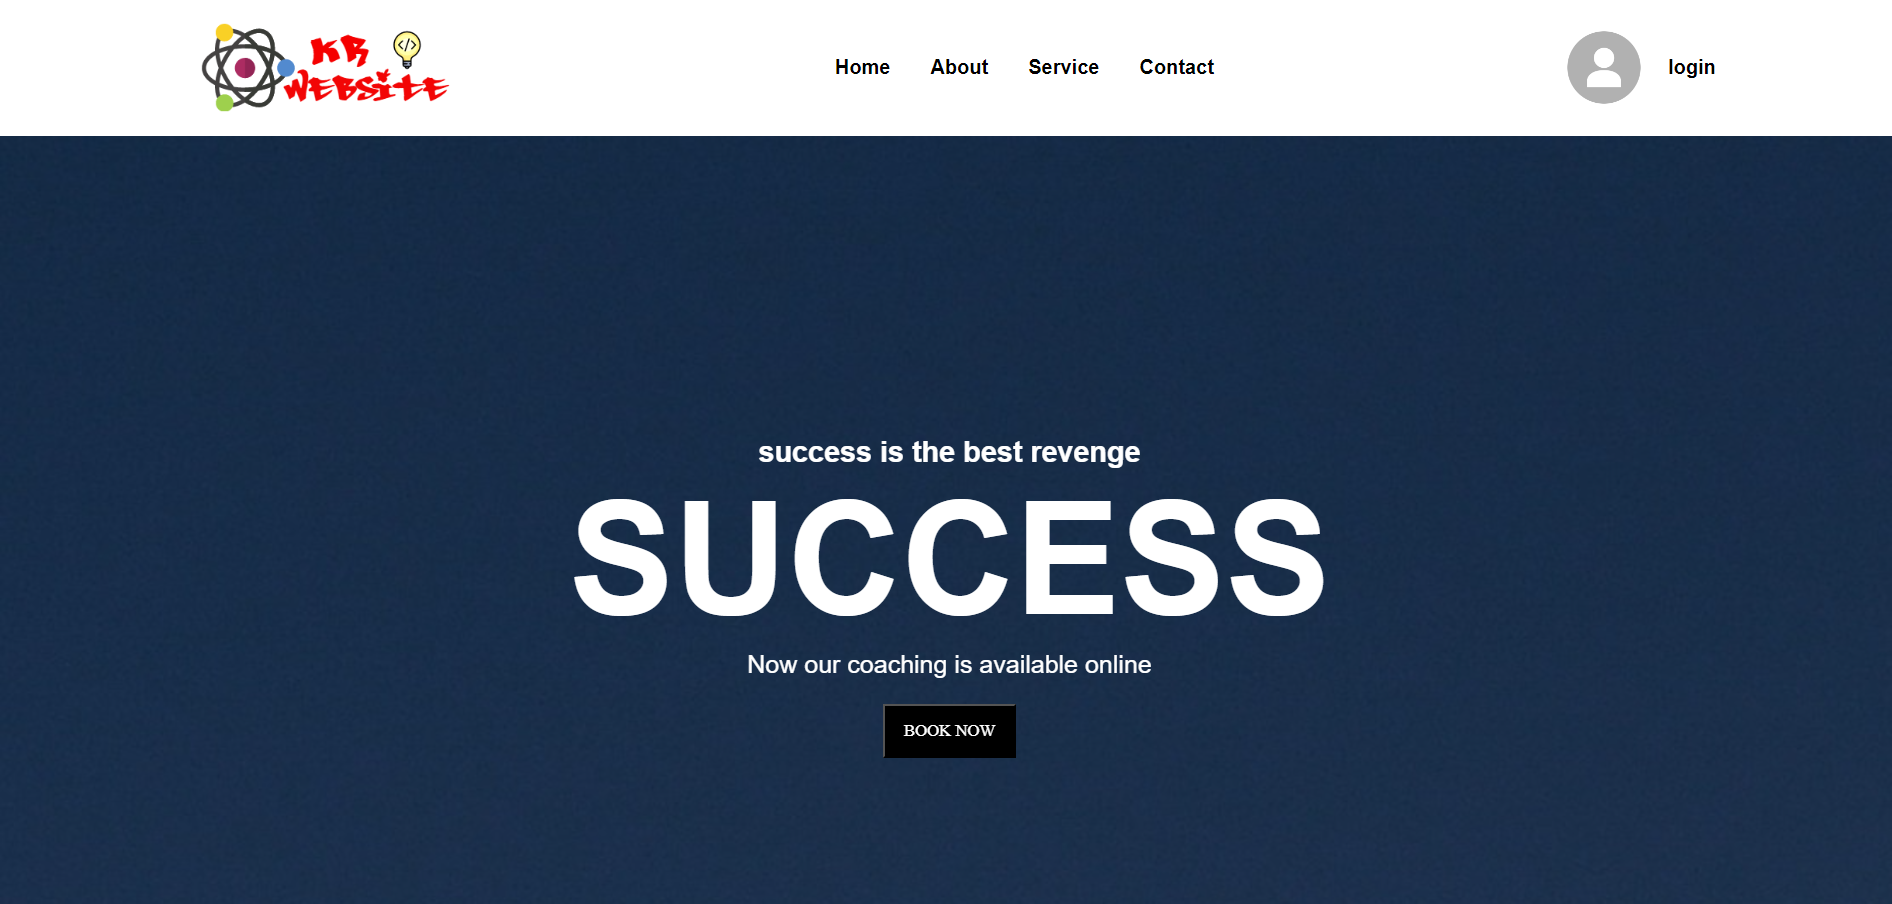 KR
WEBSITE
</>
Home About Service Contact
login
success is the best revenge
SUCCESS
Now our coaching is available online
BOOK NOW